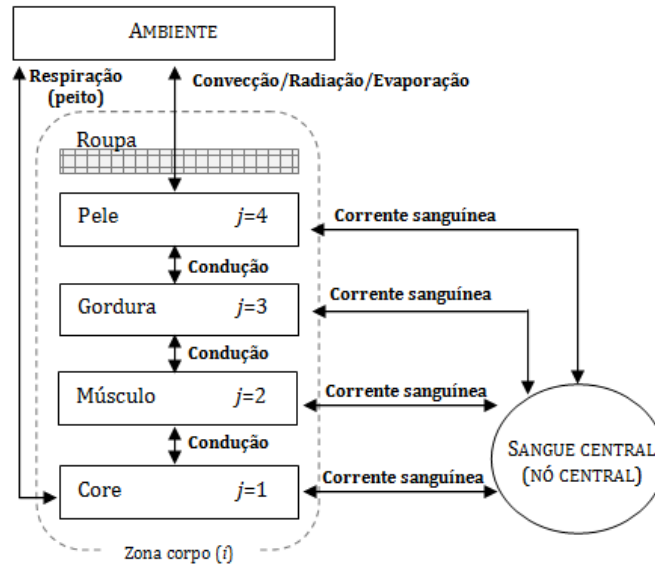 AMBIENTE
Respiração
(peito)
Convecção/Radiação/Evaporação
Roupa
Pele j=4
Corrente sanguínea
Condução
Gordura j=3
Corrente sanguínea
Condução
Músculo j=2
Corrente sanguínea
Condução
Core j=1
Corrente sanguínea
SANGUE CENTRAL
(NÓ CENTRAL)
Zona corpo (i)